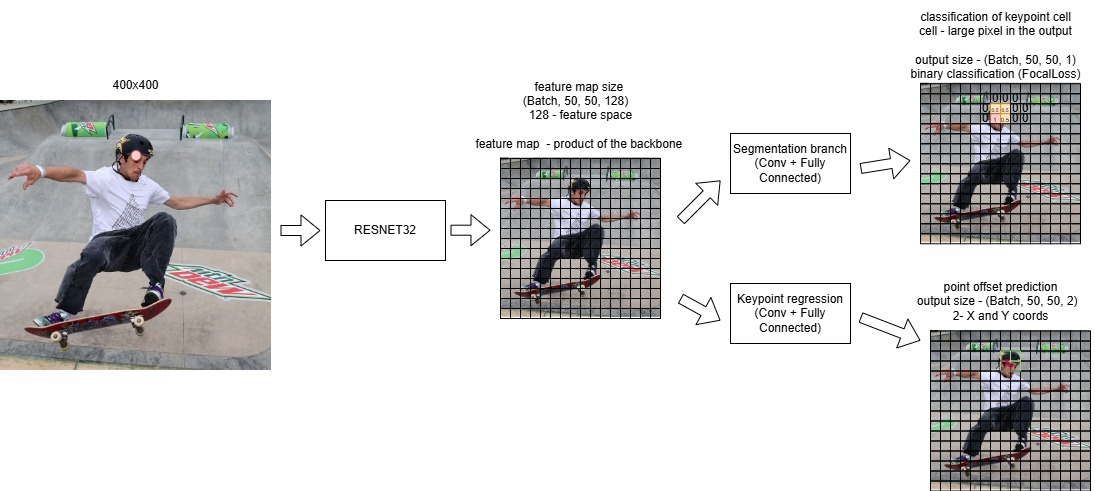 400x400
RESNET32
feature map size
(Batch, 50, 50, 128)
128 - feature space
feature map - product of the backbone
Segmentation branch
(Conv + Fully
Connected)
Keypoint regression
(Conv + Fully
Connected)
classification of keypoint cell
cell - large pixel in the output
output size - (Batch, 50, 50, 1)
binary classification (FocalLoss)
point offset prediction
output size - (Batch, 50, 50, 2)
2- X and Y coords